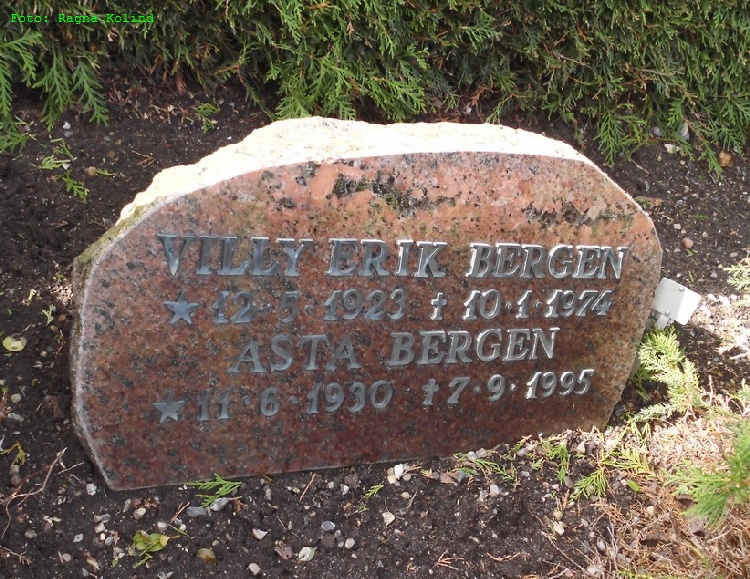 Foto: Ragna Kolind
VILLY ERIK BERGEN
★ 12·5·1923 † 10·1·1974
ASTA BERGEN
★ 11·6·1930 † 7·9·1995